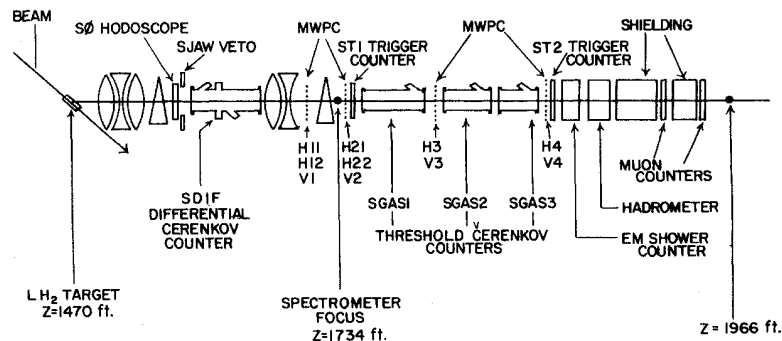 BEAM
SØ HODOSCOPE
SJAW VETO
MWPC
ST1 TRIGGER
COUNTER
MWPC
ST2 TRIGGER
COUNTER
SHIELDING
SDIF
DIFFERENTIAL
CERENKOV
COUNTER
H11
H12
V1
H21
H22
V2
H3
V3
H4
V4
SGAS1
SGAS2
SGAS3
THRESHOLD ČERENKOV
COUNTERS
MUON
COUNTERS
HADROMETER
EM SHOWER
COUNTER
LH₂ TARGET
Z=1470 ft.
SPECTROMETER
FOCUS
Z=1734 ft.
Z = 1966 ft.